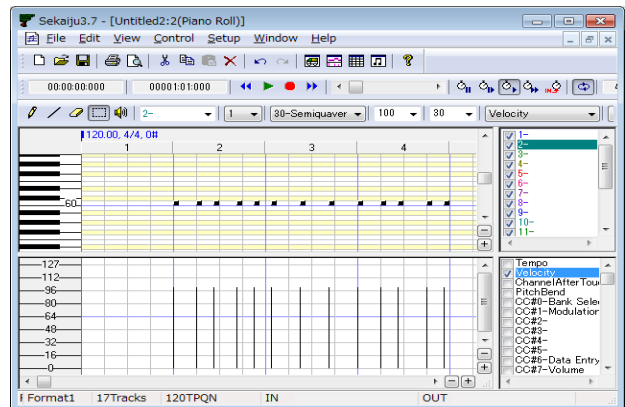 Sekaiju3.7 - [Untitled2:2(Piano Roll)]
File Edit View Control Setup Window Help
00:00:00:000 00001:01:000
2- 1 30-Semiquaver 100 30 Velocity
120.00, 4/4, 0#
1 2 3 4
60
1-
2-
3-
4-
5-
6-
7-
8-
9-
10-
11-
127
112
96
80
64
48
32
16
0
Tempo
Velocity
ChannelAfterTou
PitchBend
CC#0-Bank Sele
CC#1-Modulation
CC#2-
CC#3-
CC#4-
CC#5-
CC#6-Data Entry
CC#7-Volume
Format1 17Tracks 120TPQN IN OUT